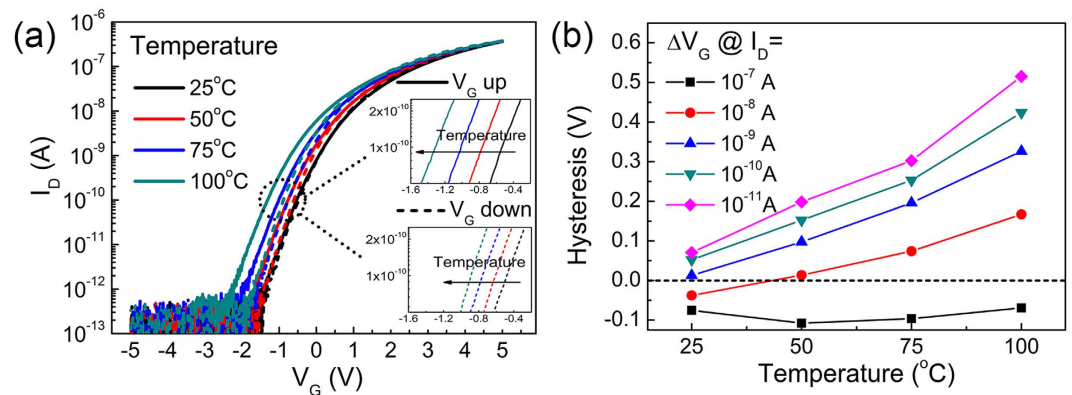 (a)
Temperature
25°C
50°C
75°C
100°C
I_D (A)
10^-6
10^-7
10^-8
10^-9
10^-10
10^-11
10^-12
10^-13
-5 -4 -3 -2 -1 0 1 2 3 4 5
V_G (V)
V_G up
2x10^-10
1x10^-10
Temperature
-1.6 -1.2 -0.8 -0.4
V_G down
2x10^-10
1x10^-10
Temperature
-1.6 -1.2 -0.8 -0.4
(b)
ΔV_G @ I_D=
10^-7 A
10^-8 A
10^-9 A
10^-10 A
10^-11 A
Hysteresis (V)
0.6
0.5
0.4
0.3
0.2
0.1
0.0
-0.1
25 50 75 100
Temperature (°C)